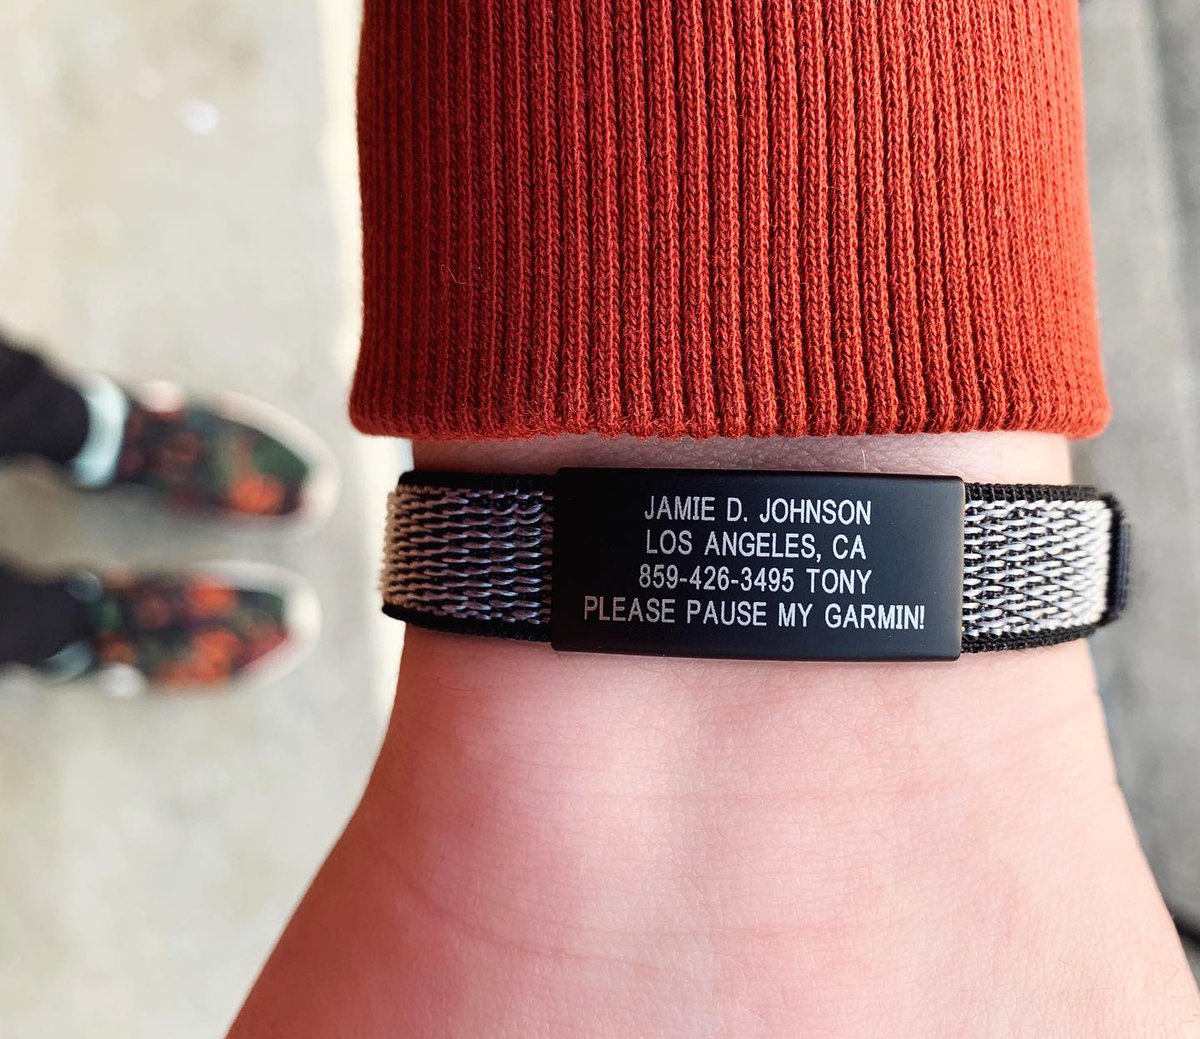 JAMIE D. JOHNSON
LOS ANGELES, CA
859-426-3495 TONY
PLEASE PAUSE MY GARMIN!